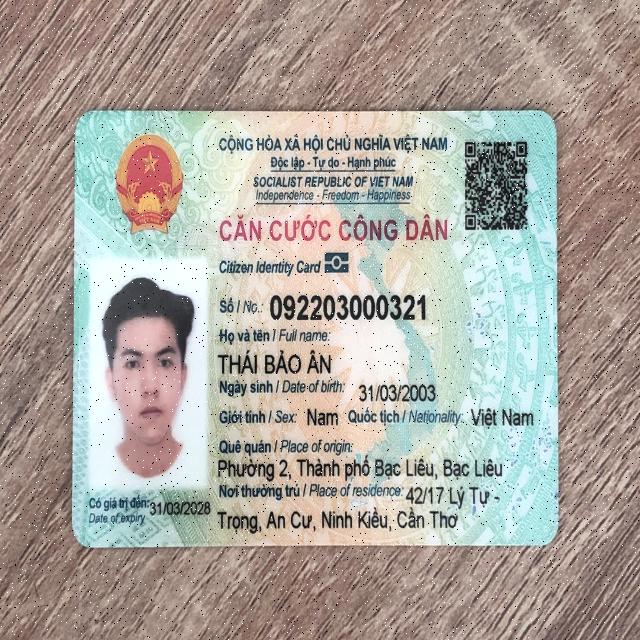 CỘNG HÒA XÃ HỘI CHỦ NGHĨA VIỆT NAM
Độc lập - Tự do - Hạnh phúc
SOCIALIST REPUBLIC OF VIET NAM
Independence - Freedom - Happiness
CĂN CƯỚC CÔNG DÂN
Citizen Identity Card
Số / No.: 092203000321
Họ và tên / Full name:
THÁI BẢO ÂN
Ngày sinh / Date of birth: 31/03/2003
Giới tính / Sex: Nam Quốc tịch / Nationality: Việt Nam
Quê quán / Place of origin:
Phường 2, Thành phố Bạc Liêu, Bạc Liêu
Nơi thường trú / Place of residence: 42/17 Lý Tự -
Trọng, An Cư, Ninh Kiều, Cần Thơ
Có giá trị đến: 31/03/2028
Date of expiry